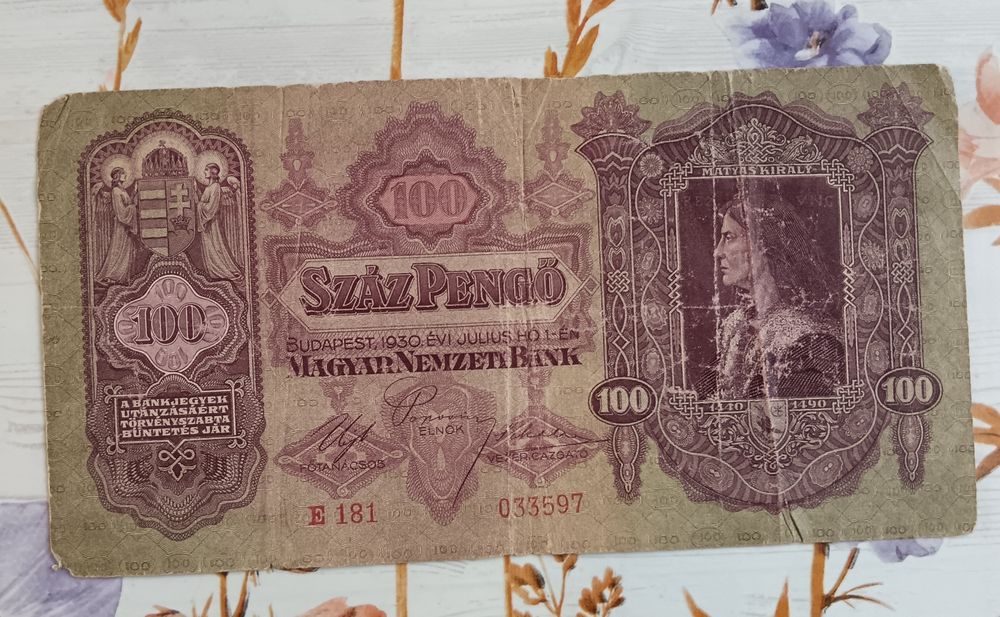 100
100
A BANKJEGYEK
UTÁNZÁSÁÉRT
TÖRVÉNYSZABTA
BÜNTETÉS JÁR
100
SZÁZ PENGŐ
BUDAPEST, 1930. ÉVI JULIUS HÓ 1-ÉN
MAGYAR NEMZETI BANK
ELNÖK
FŐTANÁCSOS
VEZÉRIGAZGATÓ
E 181
033597
MÁTYÁS KIRÁLY
100
1440 1490
100